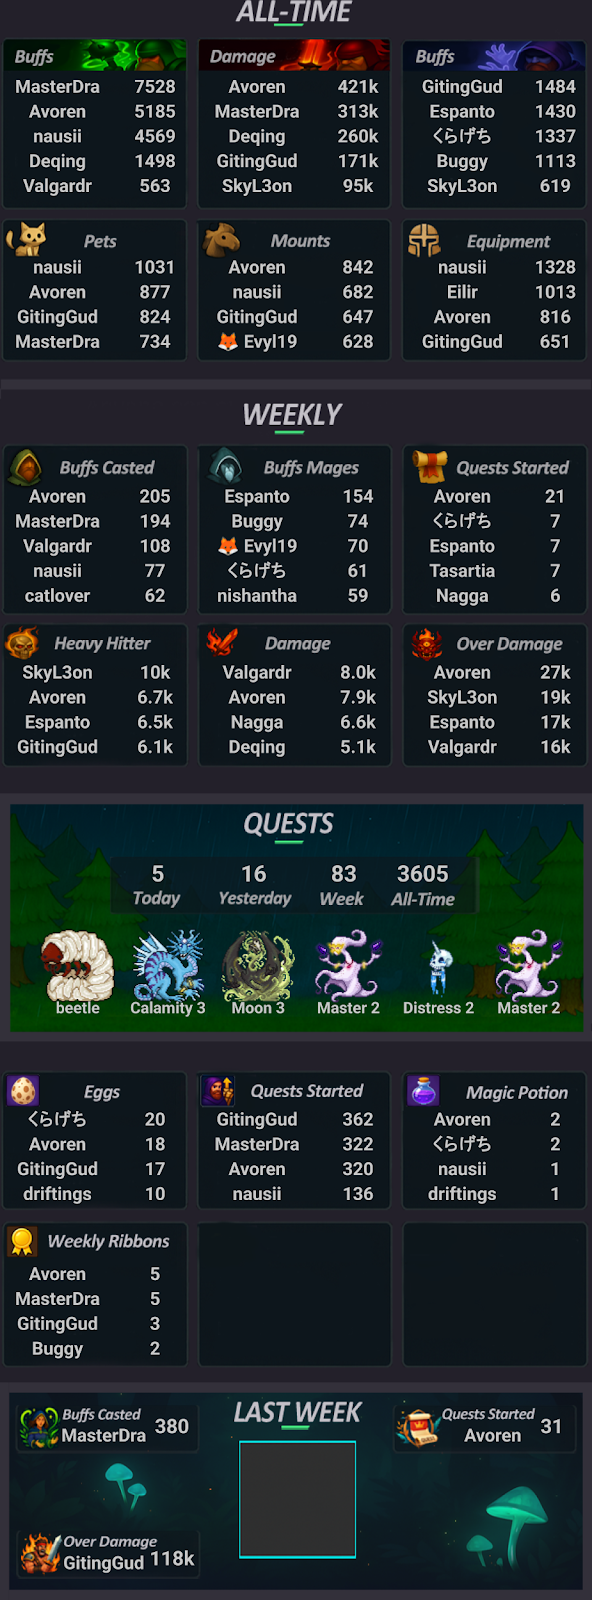 ALL-TIME
Buffs
MasterDra 7528
Avoren 5185
nausii 4569
Deqing 1498
Valgardr 563
Damage
Avoren 421k
MasterDra 313k
Deqing 260k
GitingGud 171k
SkyL3on 95k
Buffs
GitingGud 1484
Espanto 1430
くらげち 1337
Buggy 1113
SkyL3on 619
Pets
nausii 1031
Avoren 877
GitingGud 824
MasterDra 734
Mounts
Avoren 842
nausii 682
GitingGud 647
🦊 Evyl19 628
Equipment
nausii 1328
Eilir 1013
Avoren 816
GitingGud 651
WEEKLY
Buffs Casted
Avoren 205
MasterDra 194
Valgardr 108
nausii 77
catlover 62
Buffs Mages
Espanto 154
Buggy 74
🦊 Evyl19 70
くらげち 61
nishantha 59
Quests Started
Avoren 21
くらげち 7
Espanto 7
Tasartia 7
Nagga 6
Heavy Hitter
SkyL3on 10k
Avoren 6.7k
Espanto 6.5k
GitingGud 6.1k
Damage
Valgardr 8.0k
Avoren 7.9k
Nagga 6.6k
Deqing 5.1k
Over Damage
Avoren 27k
SkyL3on 19k
Espanto 17k
Valgardr 16k
QUESTS
5 16 83 3605
Today Yesterday Week All-Time
beetle Calamity 3 Moon 3 Master 2 Distress 2 Master 2
Eggs
くらげち 20
Avoren 18
GitingGud 17
driftings 10
Quests Started
GitingGud 362
MasterDra 322
Avoren 320
nausii 136
Magic Potion
Avoren 2
くらげち 2
nausii 1
driftings 1
Weekly Ribbons
Avoren 5
MasterDra 5
GitingGud 3
Buggy 2
LAST WEEK
Buffs Casted
MasterDra 380
Quests Started
Avoren 31
Over Damage
GitingGud 118k